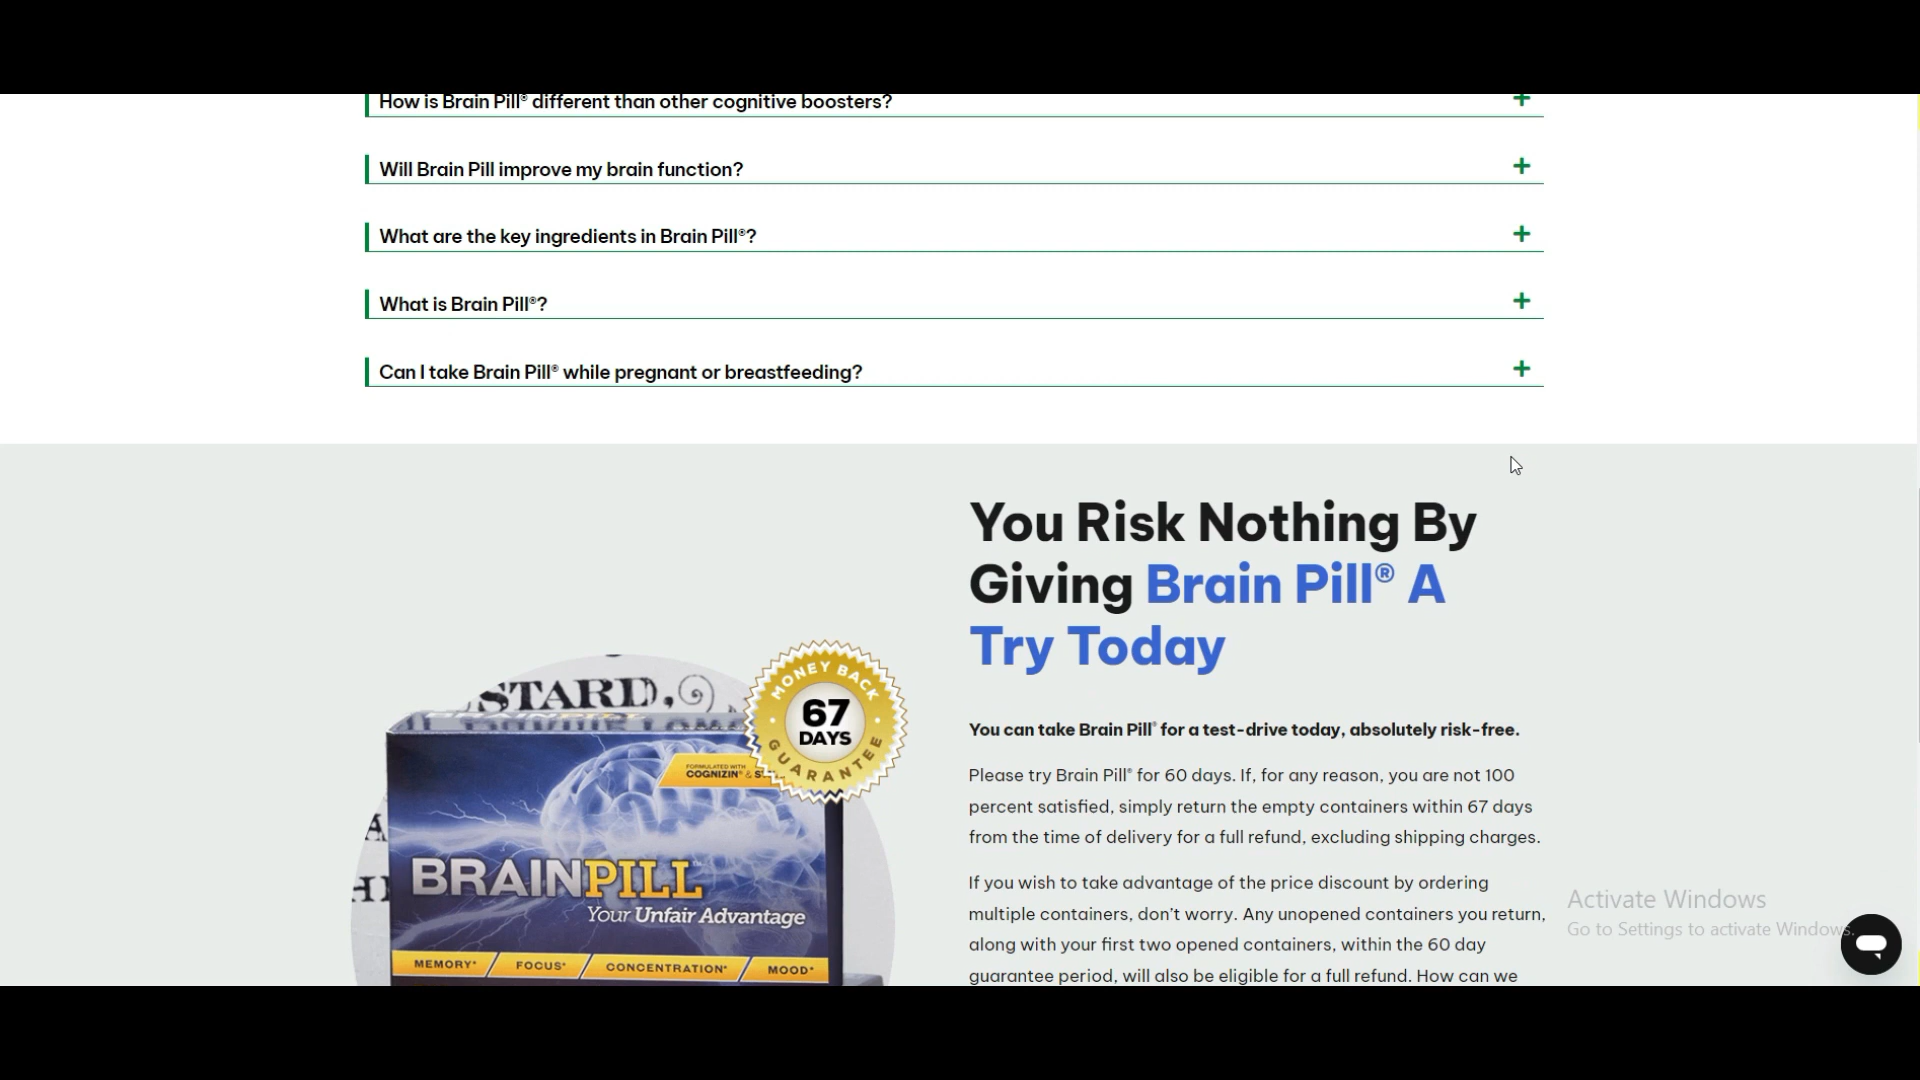 How is Brain Pill® different than other cognitive boosters?
+
Will Brain Pill improve my brain function?
+
What are the key ingredients in Brain Pill®?
+
What is Brain Pill®?
+
Can I take Brain Pill® while pregnant or breastfeeding?
+
You Risk Nothing By
Giving Brain Pill® A
Try Today
You can take Brain Pill® for a test-drive today, absolutely risk-free.
Please try Brain Pill® for 60 days. If, for any reason, you are not 100
percent satisfied, simply return the empty containers within 67 days
from the time of delivery for a full refund, excluding shipping charges.
If you wish to take advantage of the price discount by ordering
multiple containers, don’t worry. Any unopened containers you return,
along with your first two opened containers, within the 60 day
guarantee period, will also be eligible for a full refund. How can we
STARD,
MONEY BACK
67
DAYS
GUARANTEE
FORMULATED WITH
COGNIZIN® &
BRAINPILL™
Your Unfair Advantage
MEMORY* FOCUS* CONCENTRATION* MOOD*
Activate Windows
Go to Settings to activate Windows.